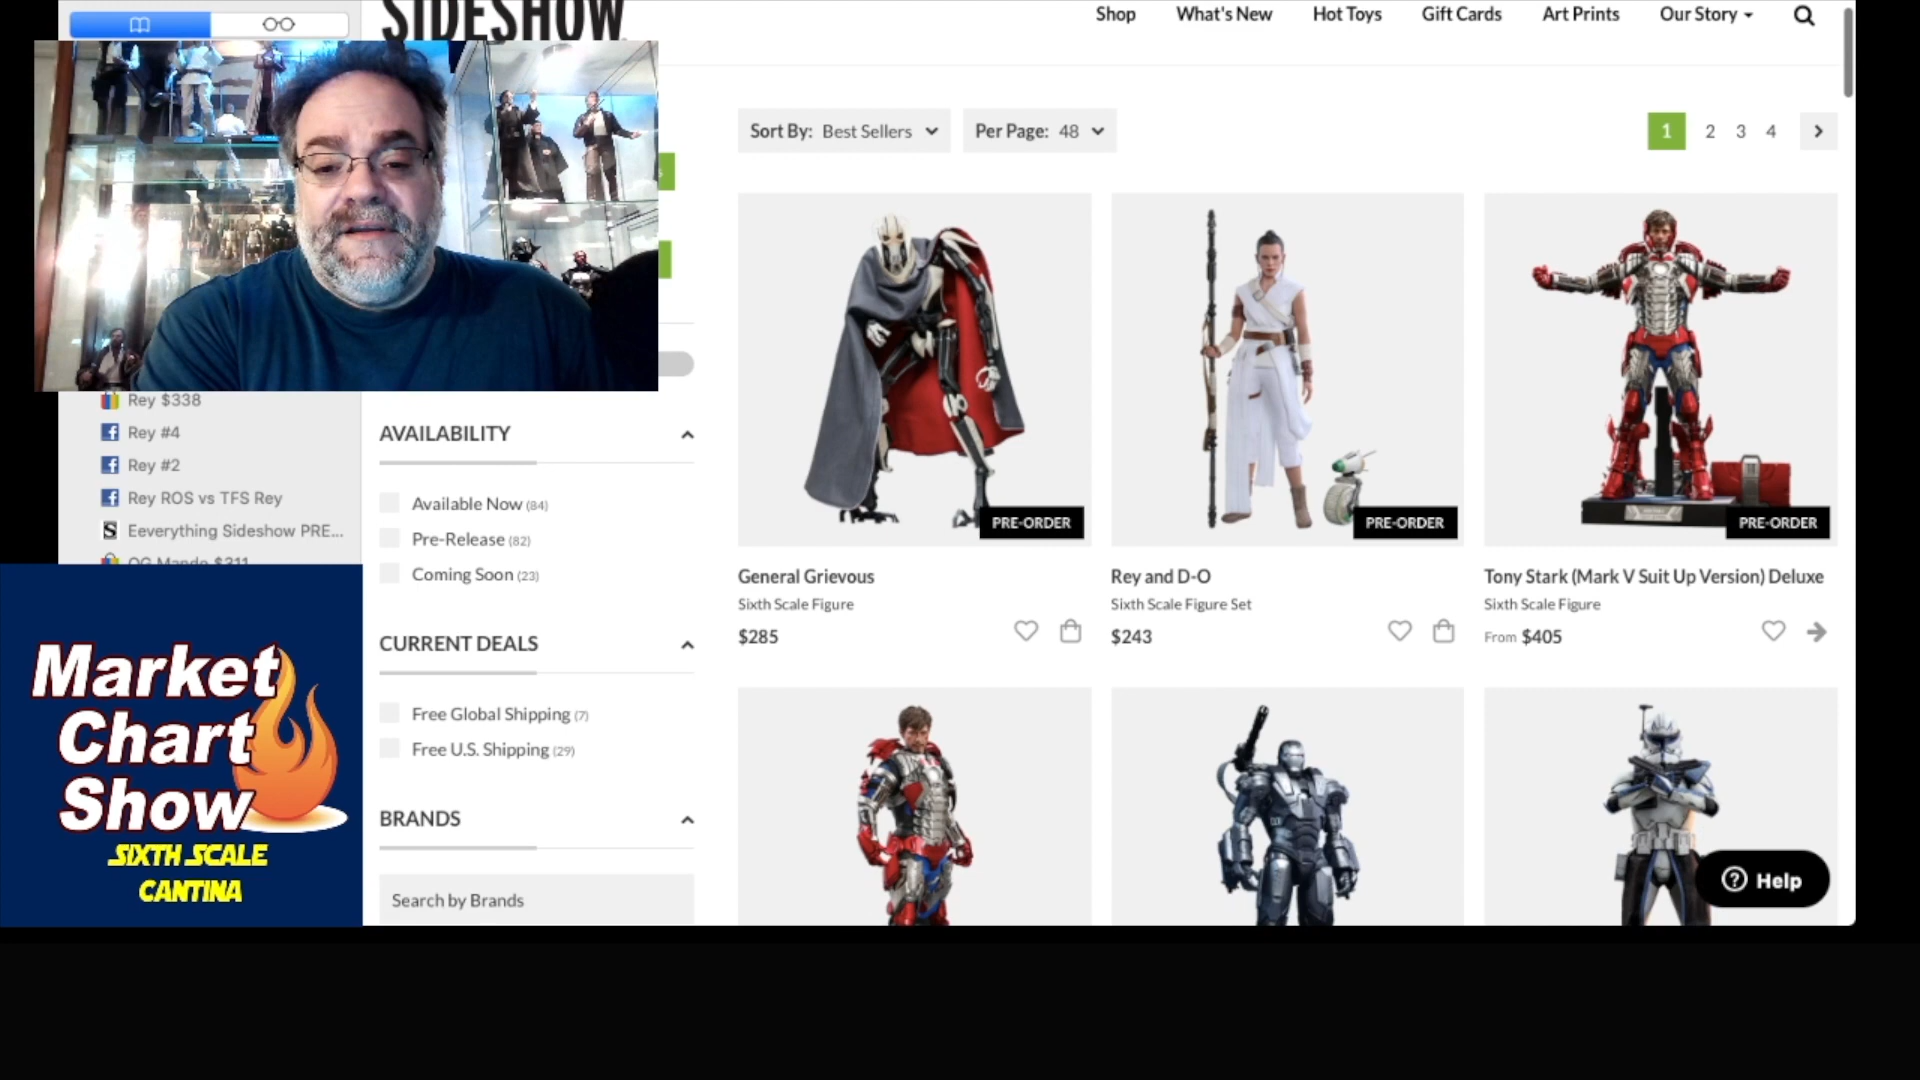 SIDESHOW
Shop
What's New
Hot Toys
Gift Cards
Art Prints
Our Story
Sort By: Best Sellers
Per Page: 48
1
2
3
4
Rey $338
Rey #4
Rey #2
Rey ROS vs TFS Rey
Eeverything Sideshow PRE...
OG Mando $311
AVAILABILITY
Available Now (84)
Pre-Release (82)
Coming Soon (23)
CURRENT DEALS
Free Global Shipping (7)
Free U.S. Shipping (29)
BRANDS
Search by Brands
PRE-ORDER
General Grievous
Sixth Scale Figure
$285
PRE-ORDER
Rey and D-O
Sixth Scale Figure Set
$243
PRE-ORDER
Tony Stark (Mark V Suit Up Version) Deluxe
Sixth Scale Figure
From $405
Help
Market
Chart
Show
SIXTH SCALE
CANTINA